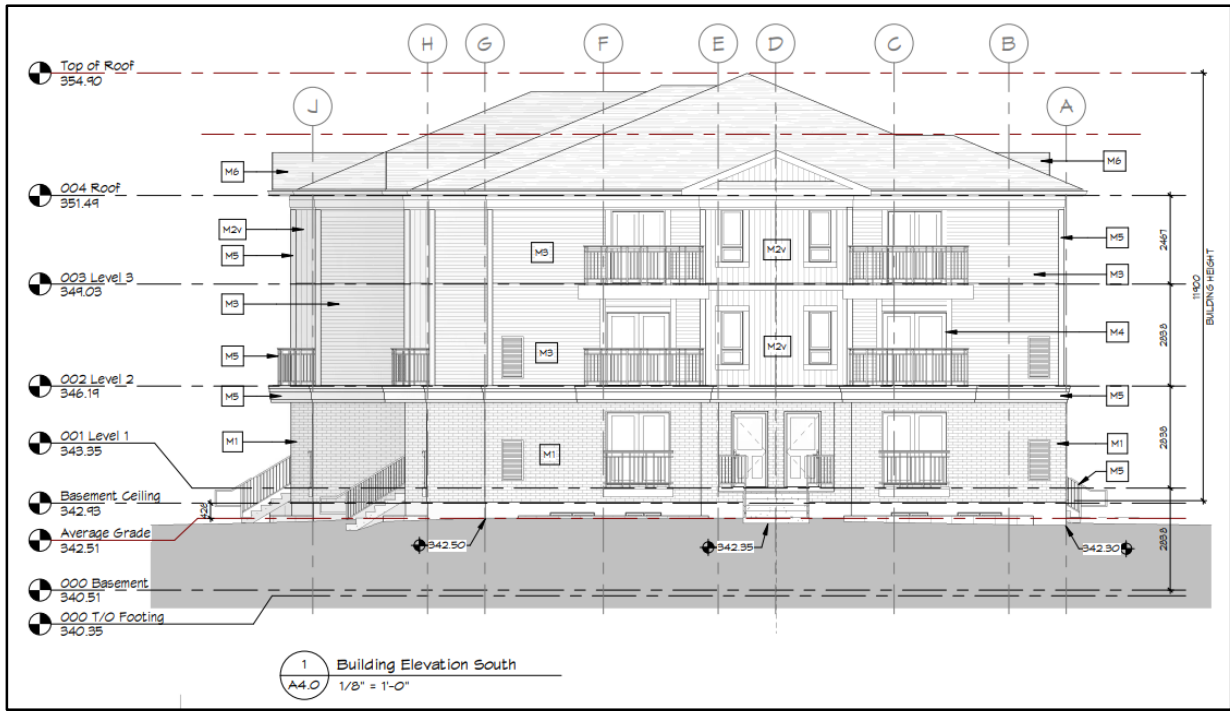 H
G
F
E
D
C
B
J
A
Top of Roof
354.90
M6
M6
004 Roof
351.49
M2v
M5
M3
M2v
M5
2467
11900
BUILDING HEIGHT
003 Level 3
349.03
M3
M3
M5
M3
M2v
M4
2838
002 Level 2
346.19
M5
M5
001 Level 1
343.35
M1
M1
M1
M5
2838
Basement Ceiling
342.93
428
Average Grade
342.51
342.50
342.35
342.30
2838
000 Basement
340.51
000 T/O Footing
340.35
1
A4.0
Building Elevation South
1/8" = 1'-0"